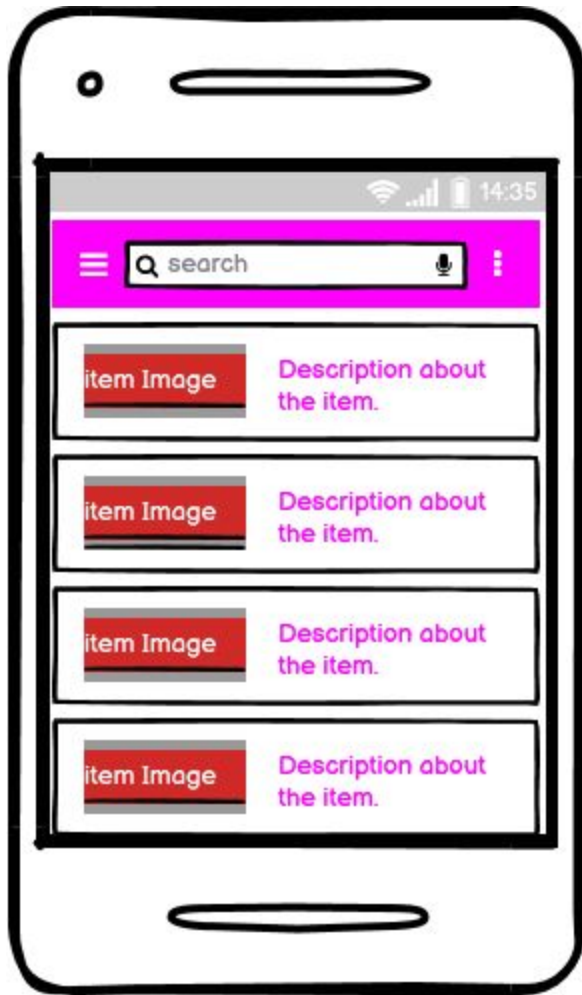 14:35
search
item Image
Description about
the item.
item Image
Description about
the item.
item Image
Description about
the item.
item Image
Description about
the item.